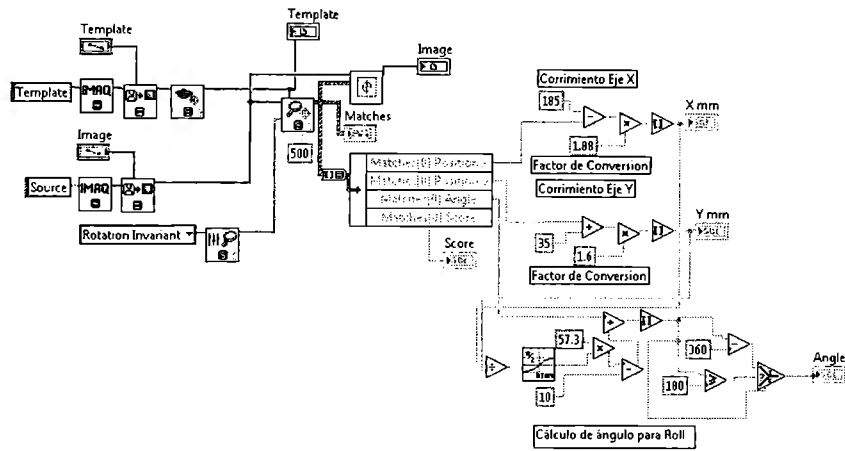 Template
Template
Image
Template
IMAQ
Corrimiento Eje X
185
X mm
Matches
Image
500
1.88
Factor de Conversion
Source
IMAQ
Matches[0] Position
Matches[0] Position
Matches[0] Angle
Matches[0] Score
Corrimiento Eje Y
Y mm
Rotation Invariant
35
1.6
Score
Factor de Conversion
57.3
360
180
10
Angle
Cálculo de ángulo para Roll